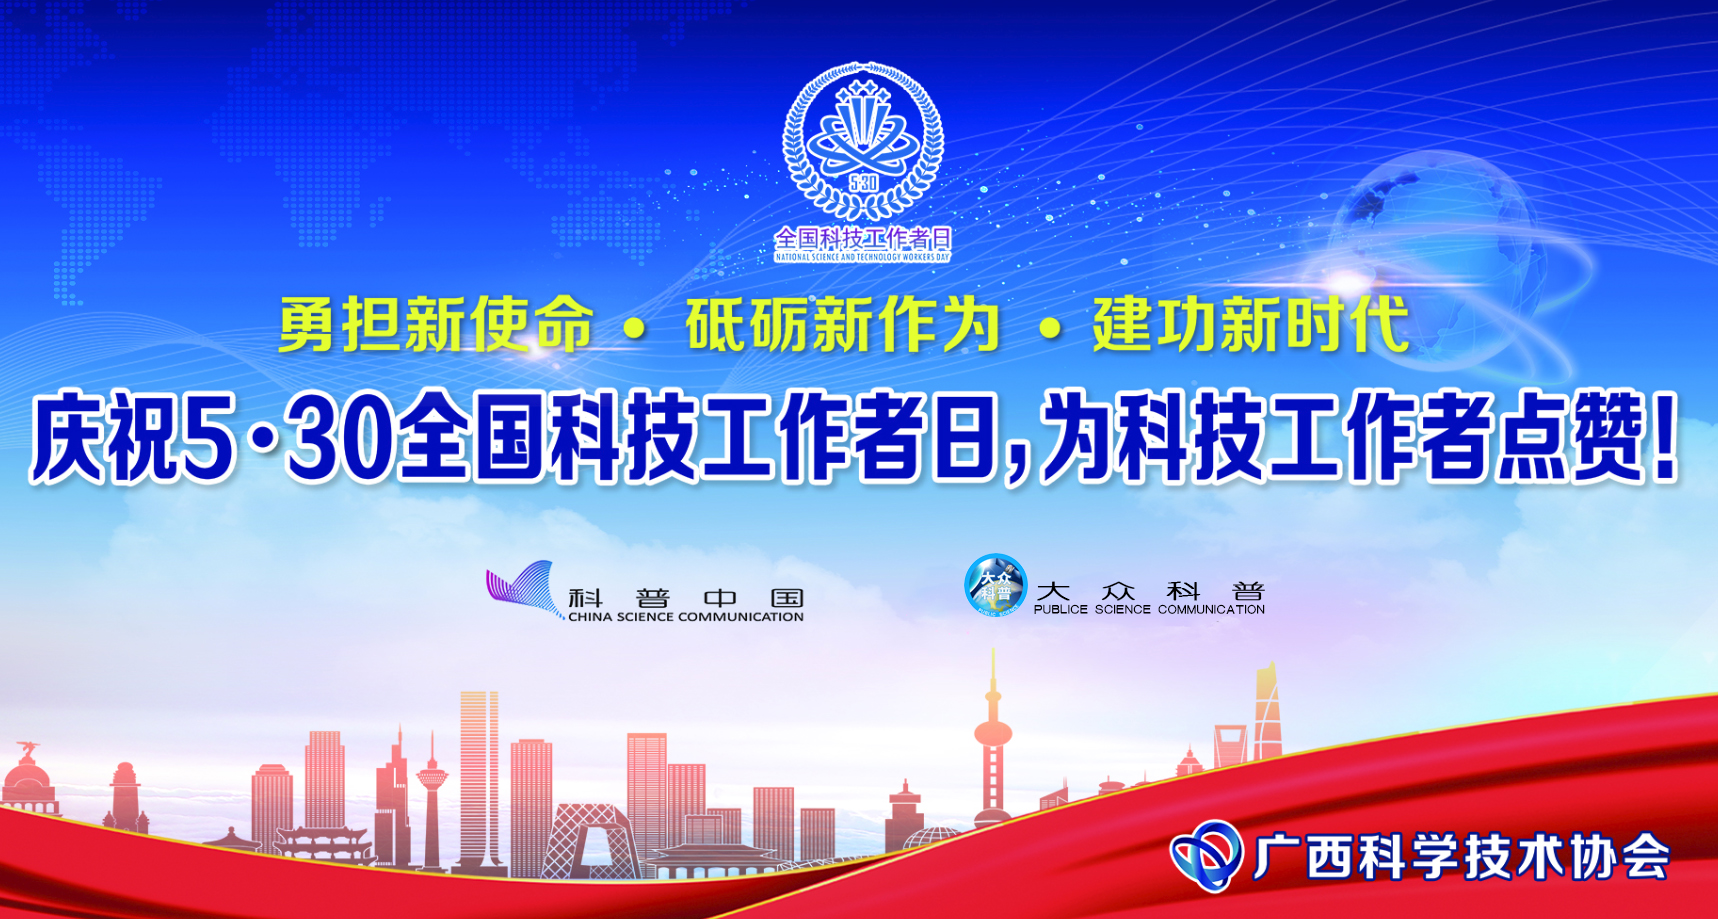 5·30
全国科技工作者日
NATIONAL SCIENCE AND TECHNOLOGY WORKERS DAY
勇担新使命 • 砥砺新作为 • 建功新时代
庆祝5·30全国科技工作者日,为科技工作者点赞!
科普中国
CHINA SCIENCE COMMUNICATION
大众
科普
大众科普
PUBLICE SCIENCE COMMUNICATION
广西科学技术协会